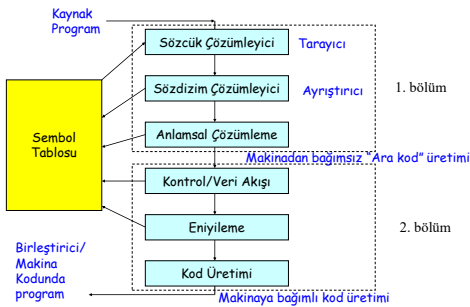 Kaynak
Program
Sözcük Çözümleyici
Tarayıcı
Sözdizim Çözümleyici
Ayrıştırıcı
1. bölüm
Sembol
Tablosu
Anlamsal Çözümleme
Makinadan bağımsız "Ara kod" üretimi
Kontrol/Veri Akışı
Eniyileme
2. bölüm
Birleştirici/
Makina
Kodunda
program
Kod Üretimi
Makinaya bağımlı kod üretimi